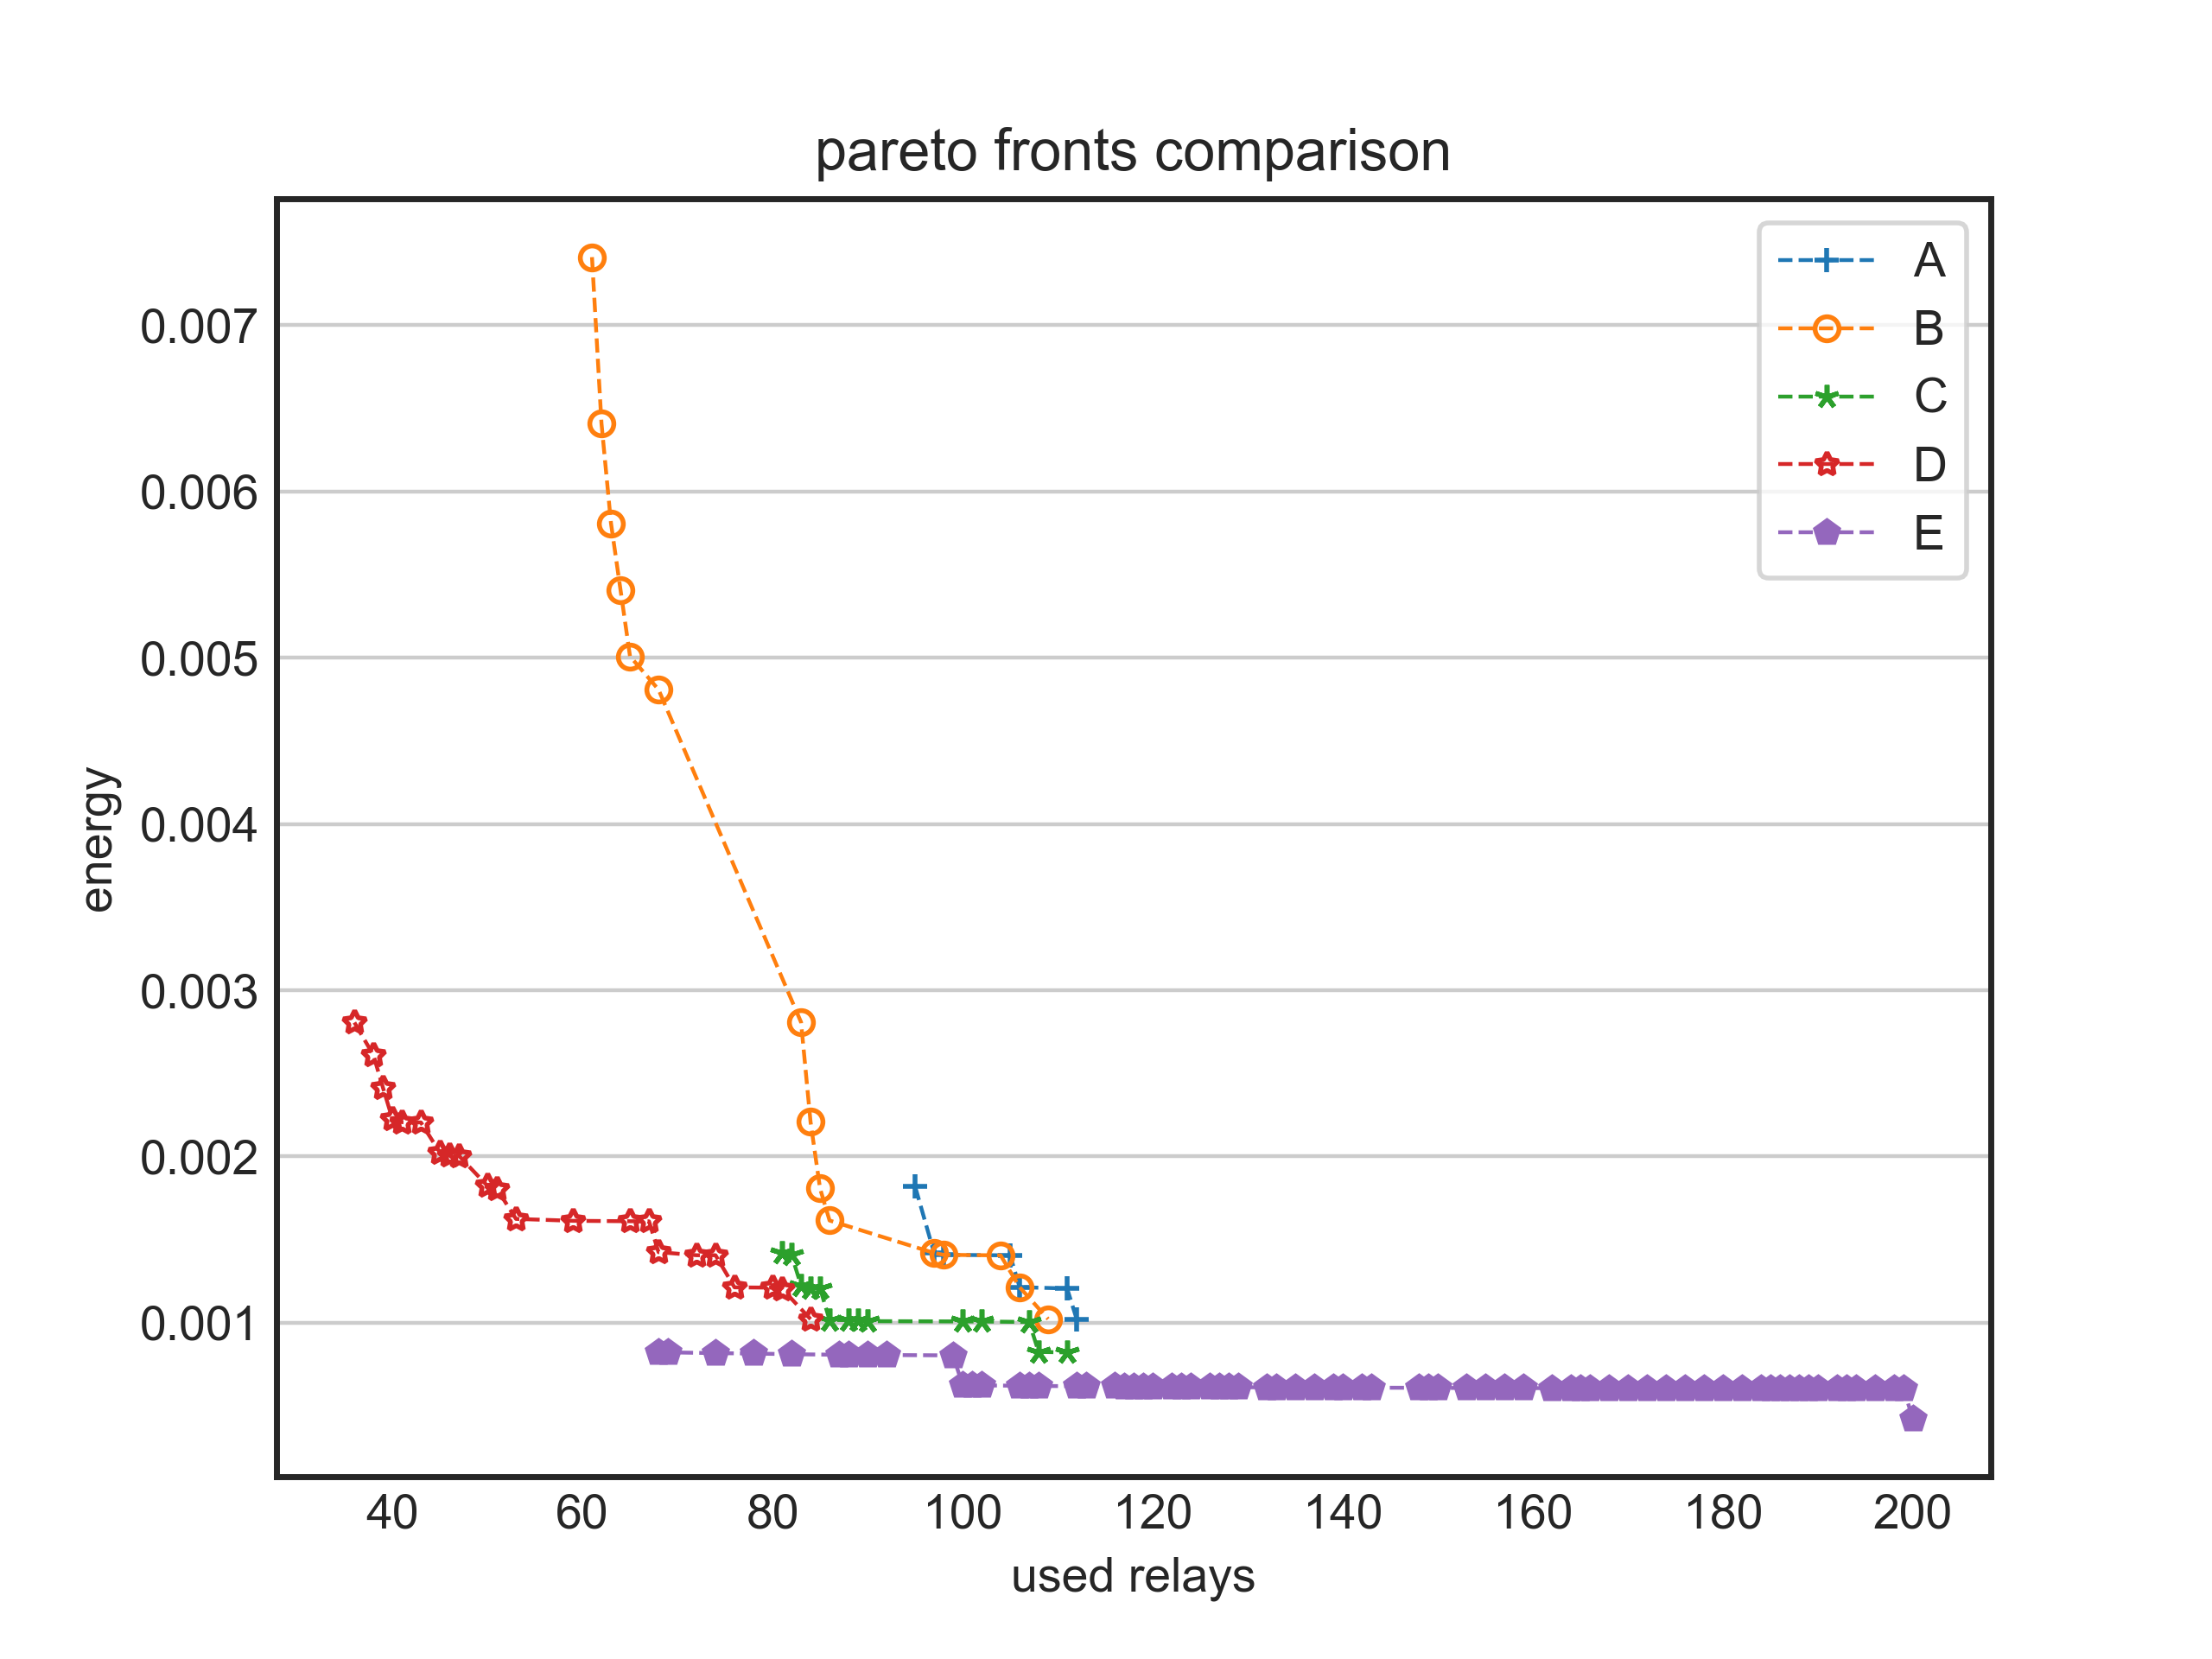 pareto fronts comparison
A
B
C
D
E
0.007
0.006
0.005
0.004
0.003
0.002
0.001
energy
40 60 80 100 120 140 160 180 200
used relays